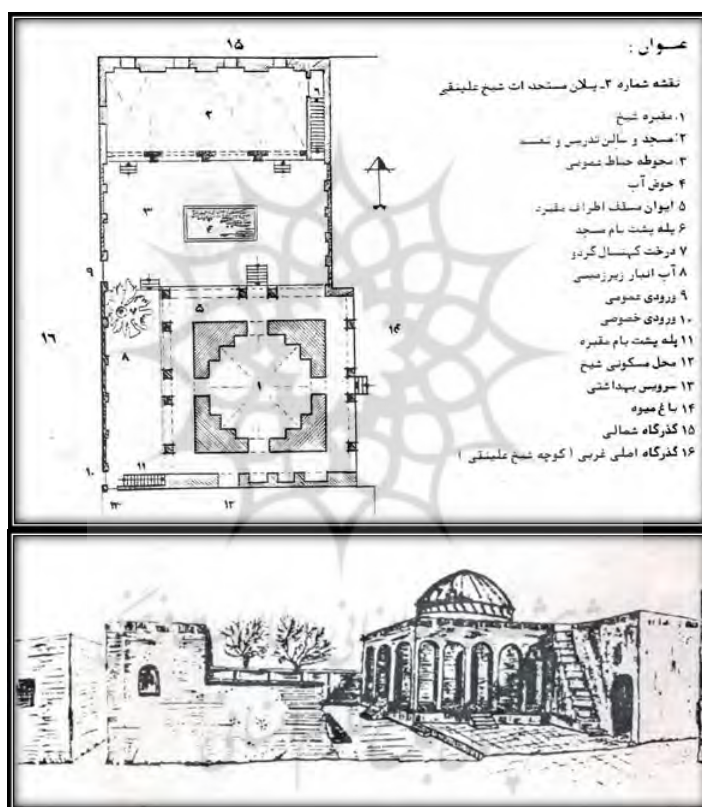 عنوان :
نقشه شماره ۳ـ پلان مستحدثات شیخ علینقی
۱. مقبره شیخ
۲. مسجد و سالن تدریس و تعبد
۳ محوطه حیاط عمومی
۴ حوض آب
۵ ایوان مسقف اطراف مقبره
۶ پله پشت بام مسجد
۷ درخت کهنسال گردو
۸ آب انبار زیرزمینی
۹ ورودی عمومی
۱۰ ورودی خصوصی
۱۱ پله پشت بام مقبره
۱۲ محل مسکونی شیخ
۱۳ سرویس بهداشتی
۱۴ باغ میوه
۱۵ گذرگاه شمالی
۱۶ گذرگاه اصلی غربی ( کوچه شیخ علینقی )
۱۵
۶
۲
۳
۴
۹
۵
۷
۱۶
۸
۱
۱۴
۱۰
۱۱
۱۳
۱۲